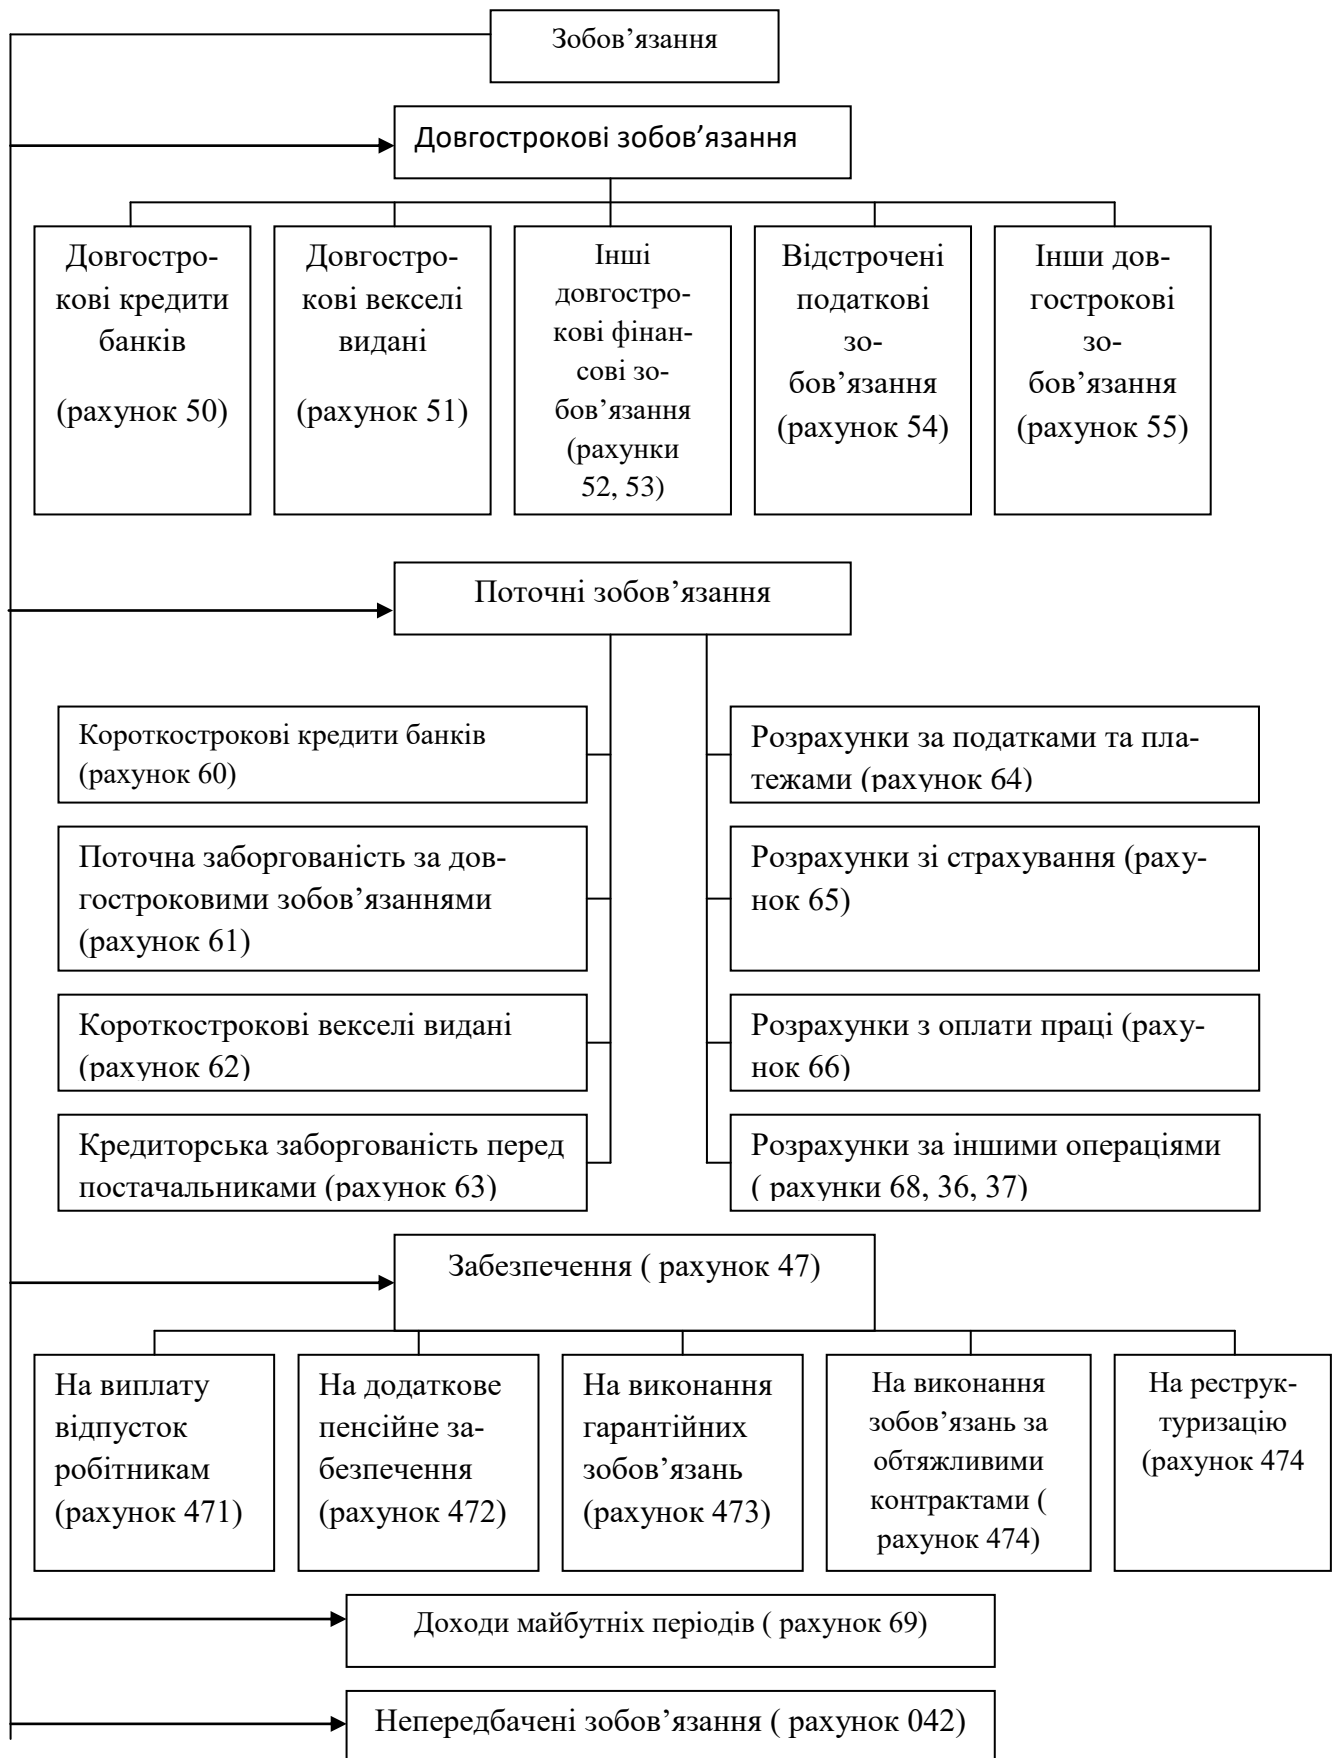 Зобов’язання
Довгострокові зобов’язання
Довгостро-
кові кредити
банків
(рахунок 50)
Довгостро-
кові векселі
видані
(рахунок 51)
Інші
довгостро-
кові фінан-
сові зо-
бов’язання
(рахунки
52, 53)
Відстрочені
податкові
зо-
бов’язання
(рахунок 54)
Інши дов-
гострокові
зо-
бов’язання
(рахунок 55)
Поточні зобов’язання
Короткострокові кредити банків
(рахунок 60)
Поточна заборгованість за дов-
гостроковими зобов’язаннями
(рахунок 61)
Короткострокові векселі видані
(рахунок 62)
Кредиторська заборгованість перед
постачальниками (рахунок 63)
Розрахунки за податками та пла-
тежами (рахунок 64)
Розрахунки зі страхування (раху-
нок 65)
Розрахунки з оплати праці (раху-
нок 66)
Розрахунки за іншими операціями
( рахунки 68, 36, 37)
Забезпечення ( рахунок 47)
На виплату
відпусток
робітникам
(рахунок 471)
На додаткове
пенсійне за-
безпечення
(рахунок 472)
На виконання
гарантійних
зобов’язань
(рахунок 473)
На виконання
зобов’язань за
обтяжливими
контрактами (
рахунок 474)
На реструк-
туризацію
(рахунок 474
Доходи майбутніх періодів ( рахунок 69)
Непередбачені зобов’язання ( рахунок 042)